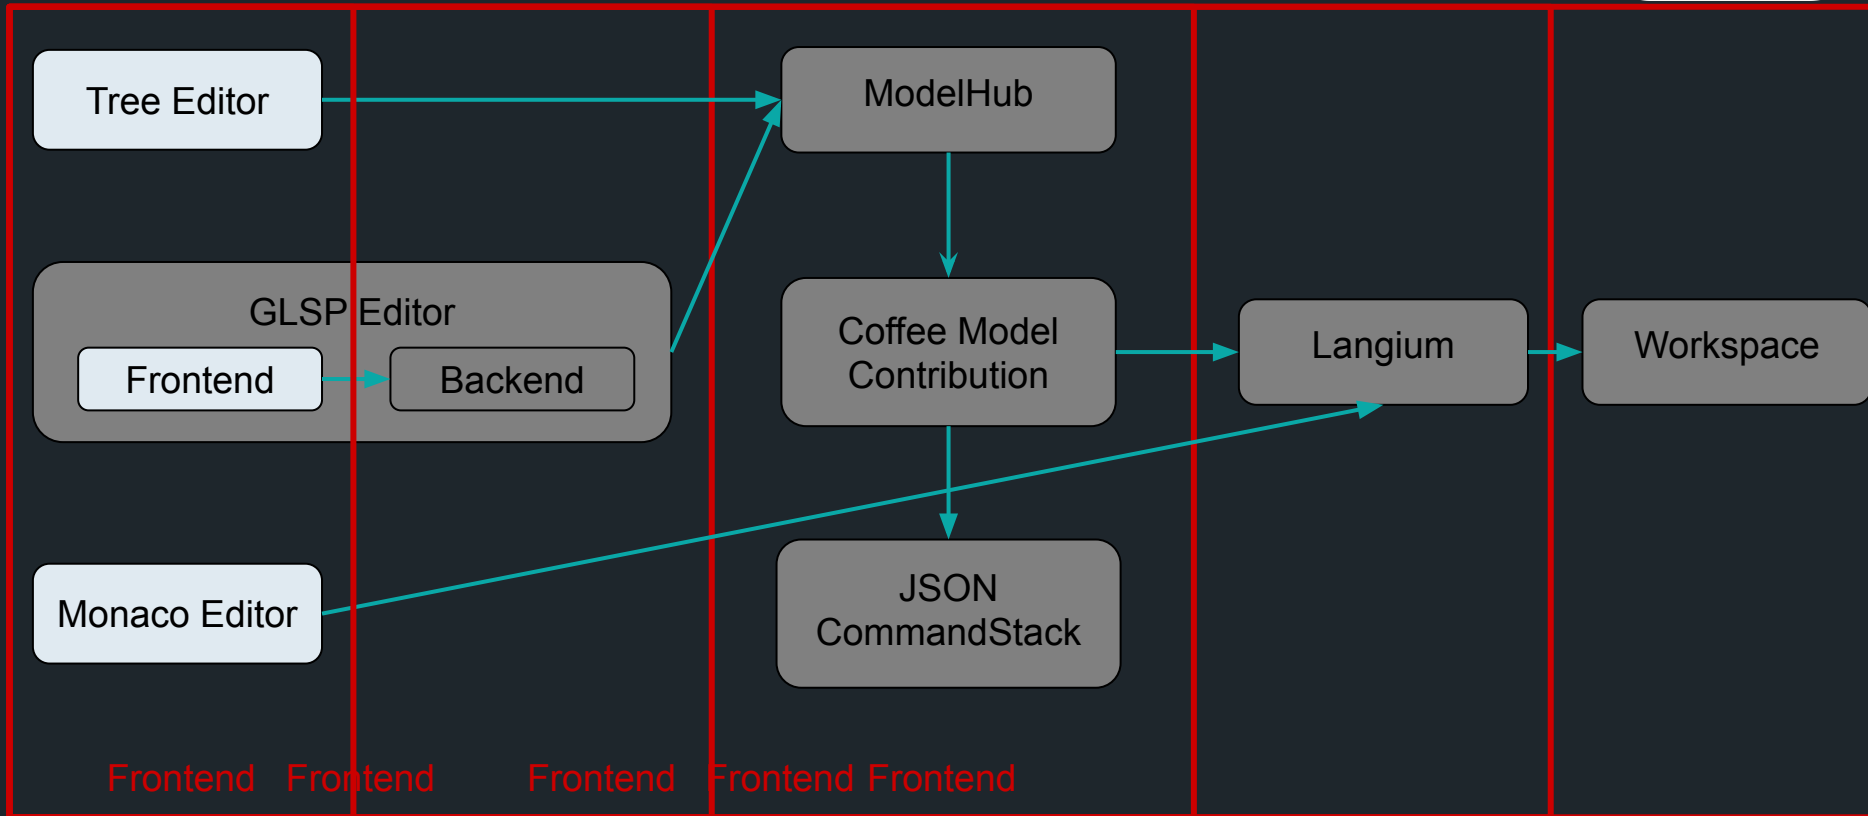 Tree Editor
ModelHub
GLSP Editor
Frontend
Backend
Coffee Model
Contribution
Langium
Workspace
Monaco Editor
JSON
CommandStack
Frontend
Frontend
Frontend
Frontend
Frontend